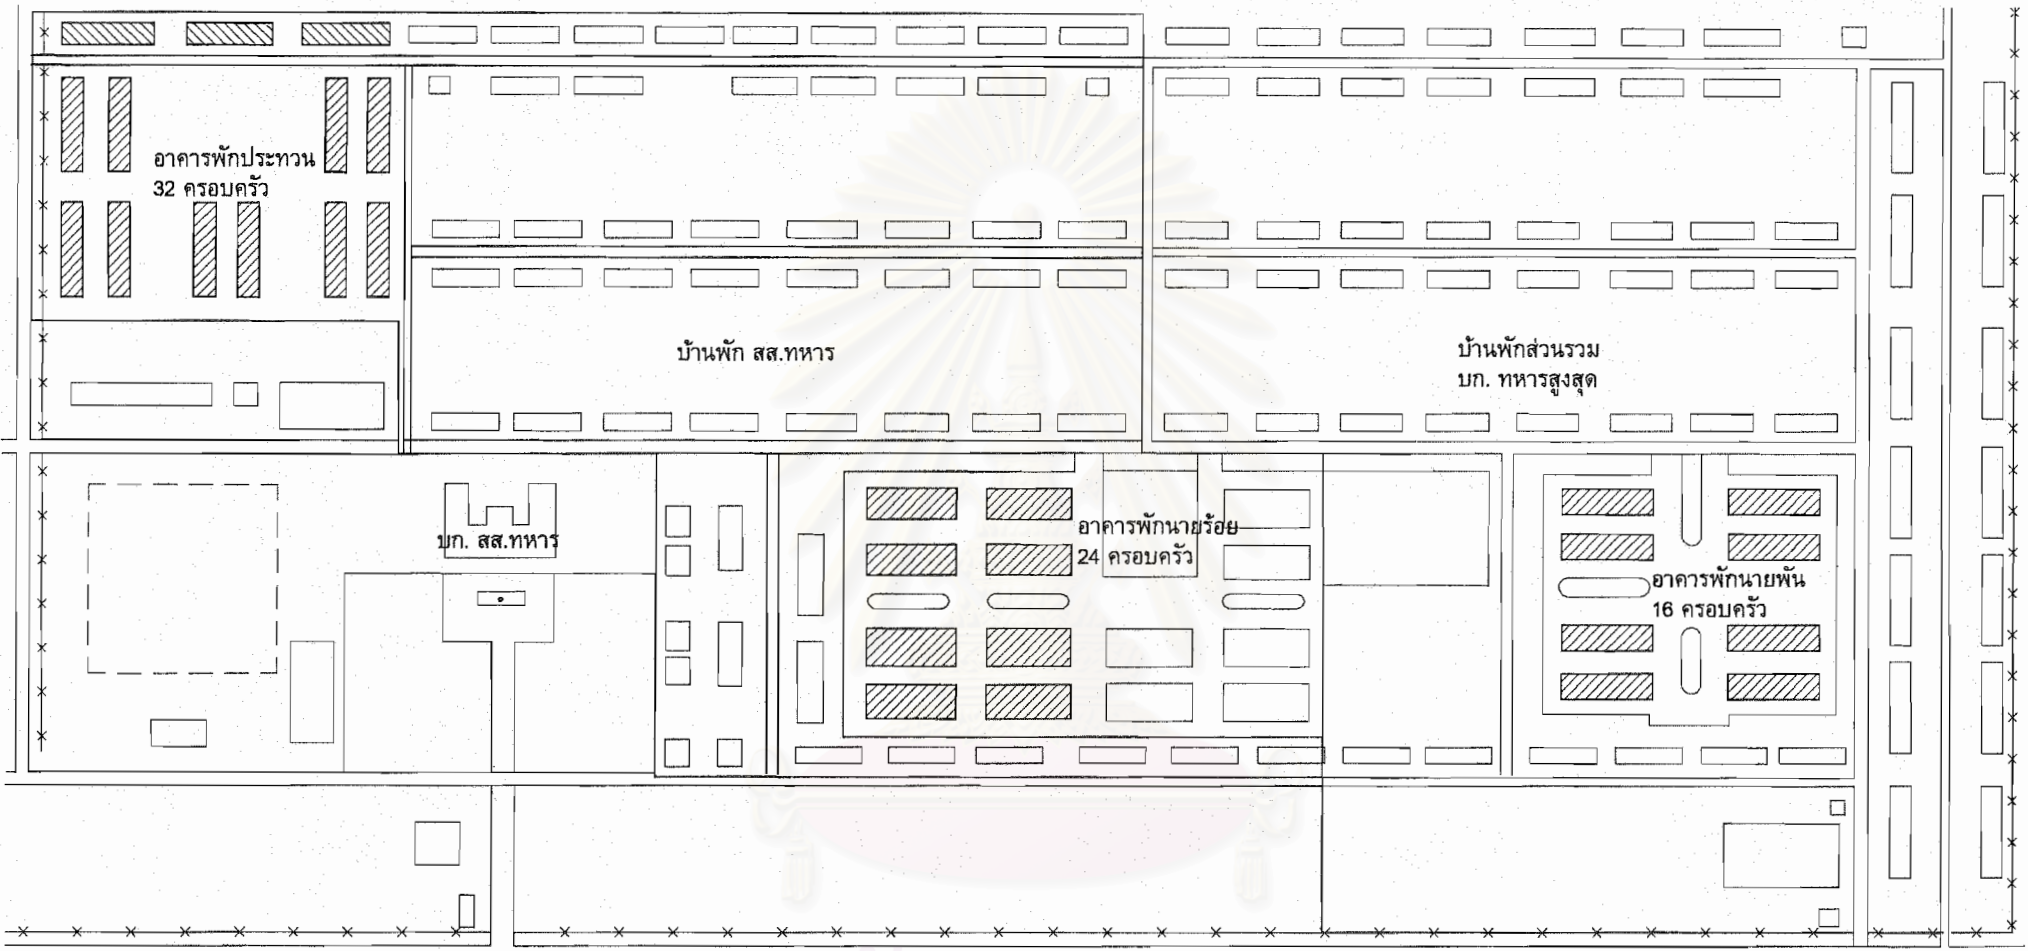 อาคารพักประทวน
32 ครอบครัว
บ้านพัก สส.ทหาร
บ้านพักส่วนรวม
บก. ทหารสูงสุด
บก. สส.ทหาร
อาคารพักนายร้อย
24 ครอบครัว
อาคารพักนายพัน
16 ครอบครัว